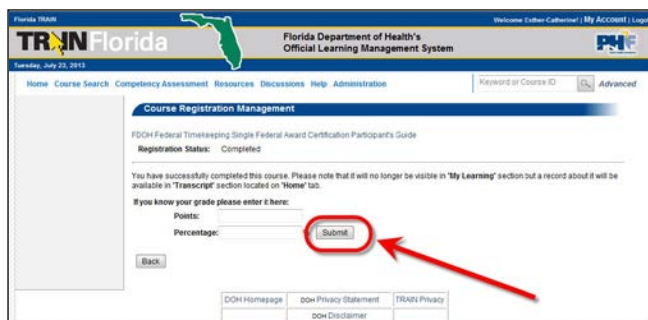 Florida TRAIN
Welcome Esther-Catherine! | My Account | Logo
TRAIN Florida
Florida Department of Health's
Official Learning Management System
PHF
Tuesday, July 23, 2013
Home Course Search Competency Assessment Resources Discussions Help Administration
Keyword or Course ID
Advanced
Course Registration Management
FDOH Federal Timekeeping Single Federal Award Certification Participant's Guide
Registration Status: Completed
You have successfully completed this course. Please note that it will no longer be visible in 'My Learning' section but a record about it will be
available in 'Transcript' section located on 'Home' tab.
If you know your grade please enter it here:
Points:
Percentage:
Submit
Back
DOH Homepage
DOH Privacy Statement
TRAIN Privacy
DOH Disclaimer